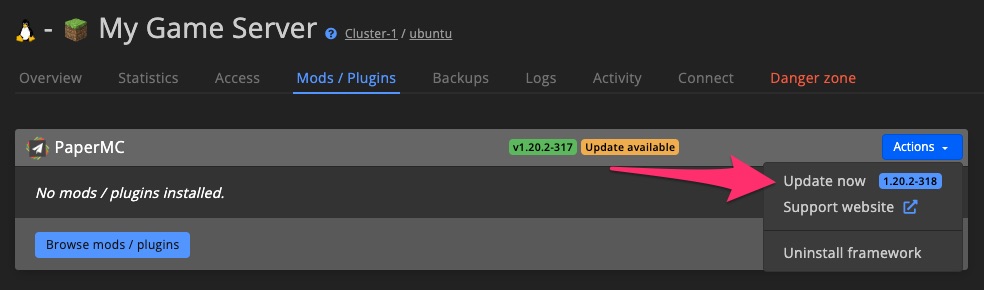 - My Game Server ? Cluster-1 / ubuntu
Overview Statistics Access Mods / Plugins Backups Logs Activity Connect Danger zone
PaperMC v1.20.2-317 Update available Actions
No mods / plugins installed.
Update now 1.20.2-318
Support website
Browse mods / plugins
Uninstall framework